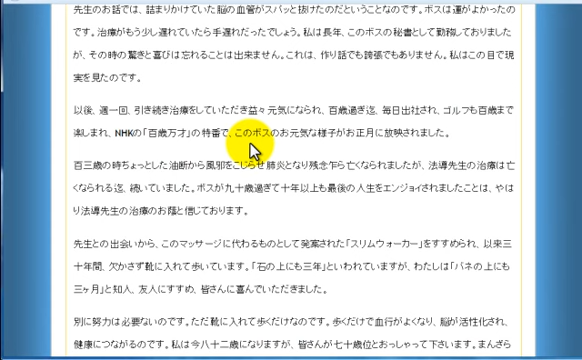 先生のお話では、詰まりかけていた脳の血管がスパッと抜けたのだということなのです。ボスは運がよかったの
です。治療がもう少し遅れていたら手遅れだったでしょう。私は長年、このボスの秘書として勤務しておりました
が、その時の驚きと喜びは忘れることは出来ません。これは、作り話でも誇張でもありません。私はこの目で現
実を見たのです。
以後、週一回、引き続き治療をしていただき益々元気になられ、百歳過ぎ迄、毎日出社され、ゴルフも百歳まで
楽しまれ、NHKの「百歳万才」の特番で、このボスのお元気な様子がお正月に放映されました。
百三歳の時ちょっとした油断から風邪をこじらせ肺炎となり残念乍ら亡くなられましたが、法導先生の治療は亡
くなられる迄、続いていました。ボスが九十歳過ぎて十年以上も最後の人生をエンジョイされましたことは、やは
り法導先生の治療のお蔭と信じております。
先生との出会いから、このマッサージに代わるものとして発案された「スリムウォーカー」をすすめられ、以来三
十年間、欠かさず靴に入れて歩いています。「石の上にも三年」といわれていますが、わたしは「バネの上にも
三ヶ月」と知人、友人にすすめ、皆さんに喜んでいただきました。
別に努力は必要ないのです。ただ靴に入れて歩くだけなのです。歩くだけで血行がよくなり、脳が活性化され、
健康につながるのです。私は今八十二歳になりますが、皆さんが七十歳位とおっしゃって下さいます。まんざら